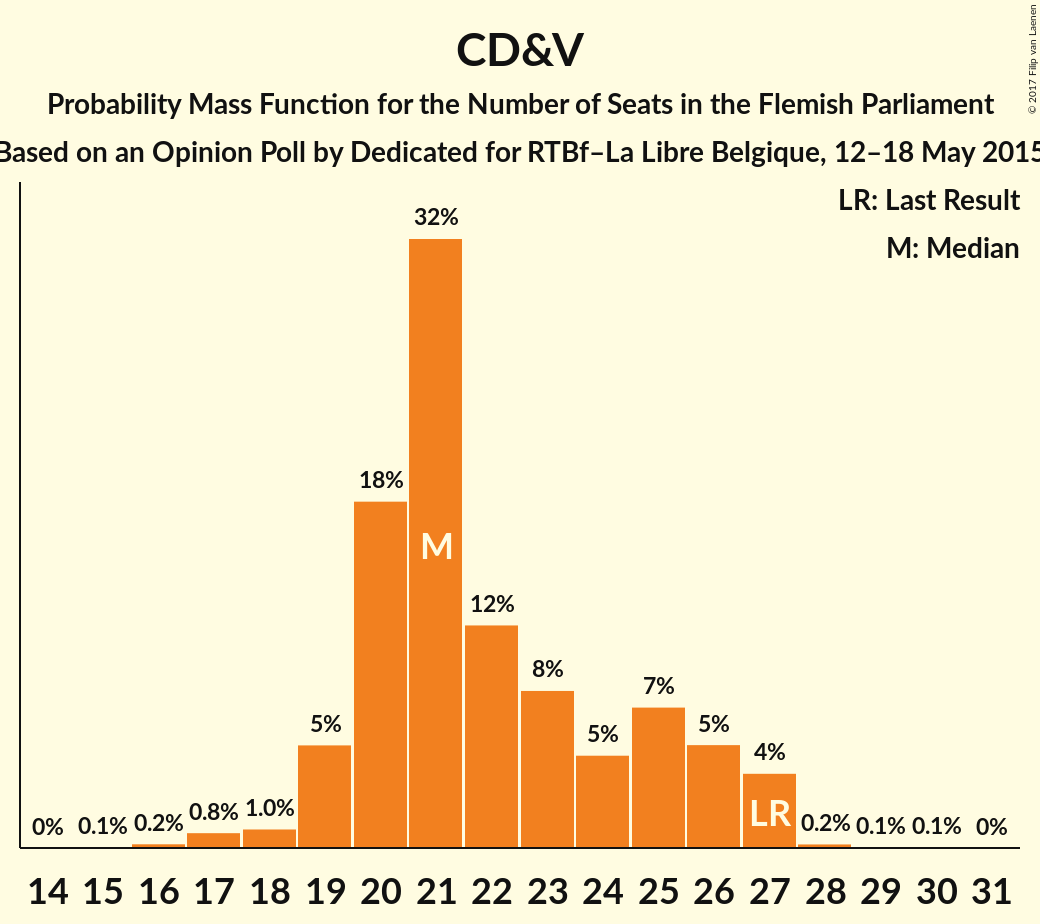 CD&V
Probability Mass Function for the Number of Seats in the Flemish Parliament
Based on an Opinion Poll by Dedicated for RTBf–La Libre Belgique, 12–18 May 2015
© 2017 Filip van Laenen
LR: Last Result
M: Median
0% 0.1% 0.2% 0.8% 1.0% 5% 18% 32% 12% 8% 5% 7% 5% 4% 0.2% 0.1% 0.1% 0%
M
LR
14 15 16 17 18 19 20 21 22 23 24 25 26 27 28 29 30 31